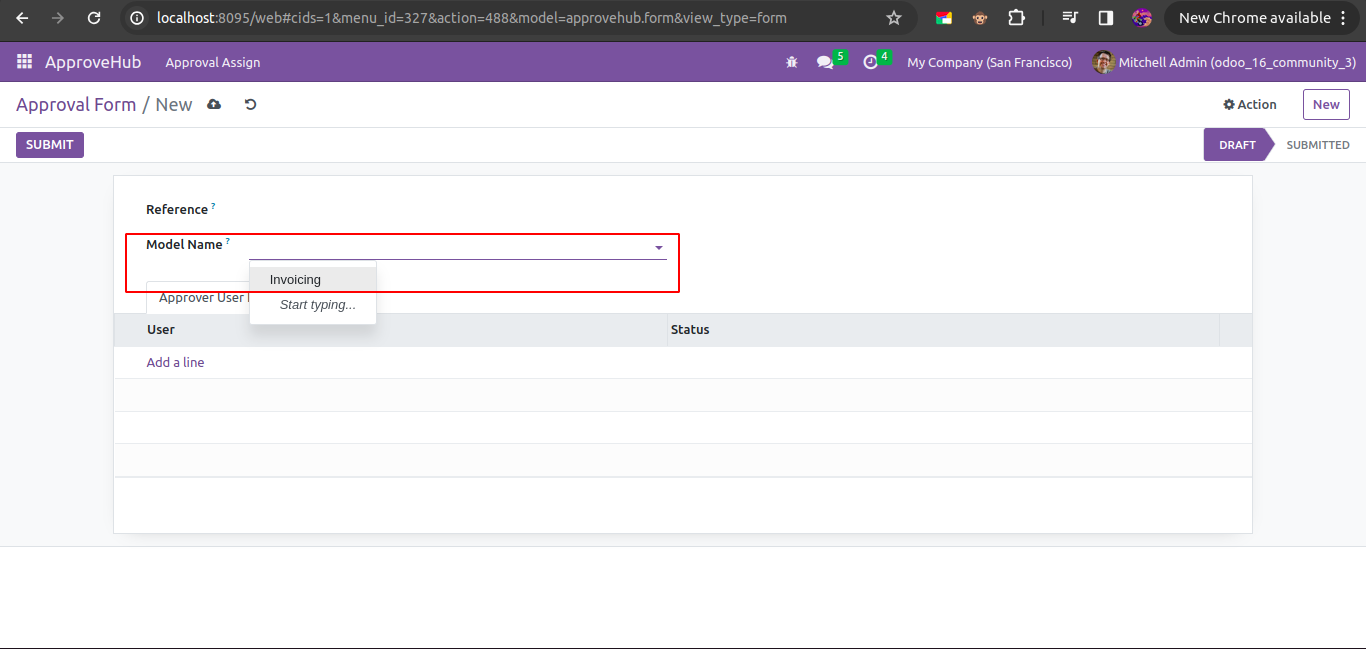 localhost:8095/web#cids=1&menu_id=327&action=488&model=approvehub.form&view_type=form
New Chrome available
ApproveHub Approval Assign 5 4 My Company (San Francisco) Mitchell Admin (odoo_16_community_3)
Approval Form / New Action New
SUBMIT DRAFT SUBMITTED
Reference ?
Model Name ?
Invoicing
Approver User
Start typing...
User Status
Add a line